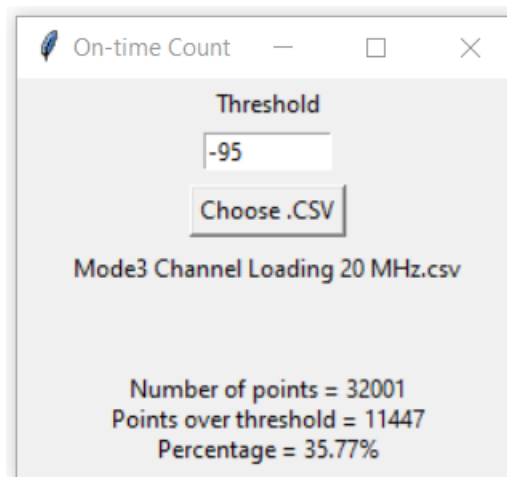 On-time Count
Threshold
-95
Choose .CSV
Mode3 Channel Loading 20 MHz.csv
Number of points = 32001
Points over threshold = 11447
Percentage = 35.77%